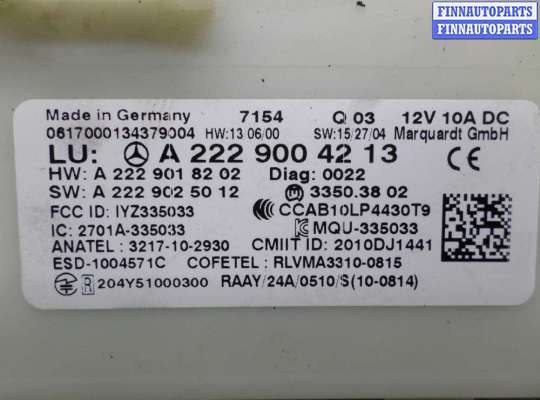 FINNAUTOPARTS
FINNAUTOPARTS
Made in Germany 7154 Q 03 12V 10A DC
0617000134379004 HW:13 06/00 SW:15/27/04 Marquardt GmbH
LU: A 222 900 42 13
HW: A 222 901 82 02 Diag: 0022
SW: A 222 902 50 12 3350.38 02
FCC ID: IYZ335033 CCAB10LP4430T9
IC: 2701A-335033 MQU-335033
ANATEL : 3217-10-2930 CMIIT ID: 2010DJ1441
ESD-1004571C COFETEL : RLVMA3310-0815
R 204Y51000300 RAAY/24A/0510/S(10-0814)
CE